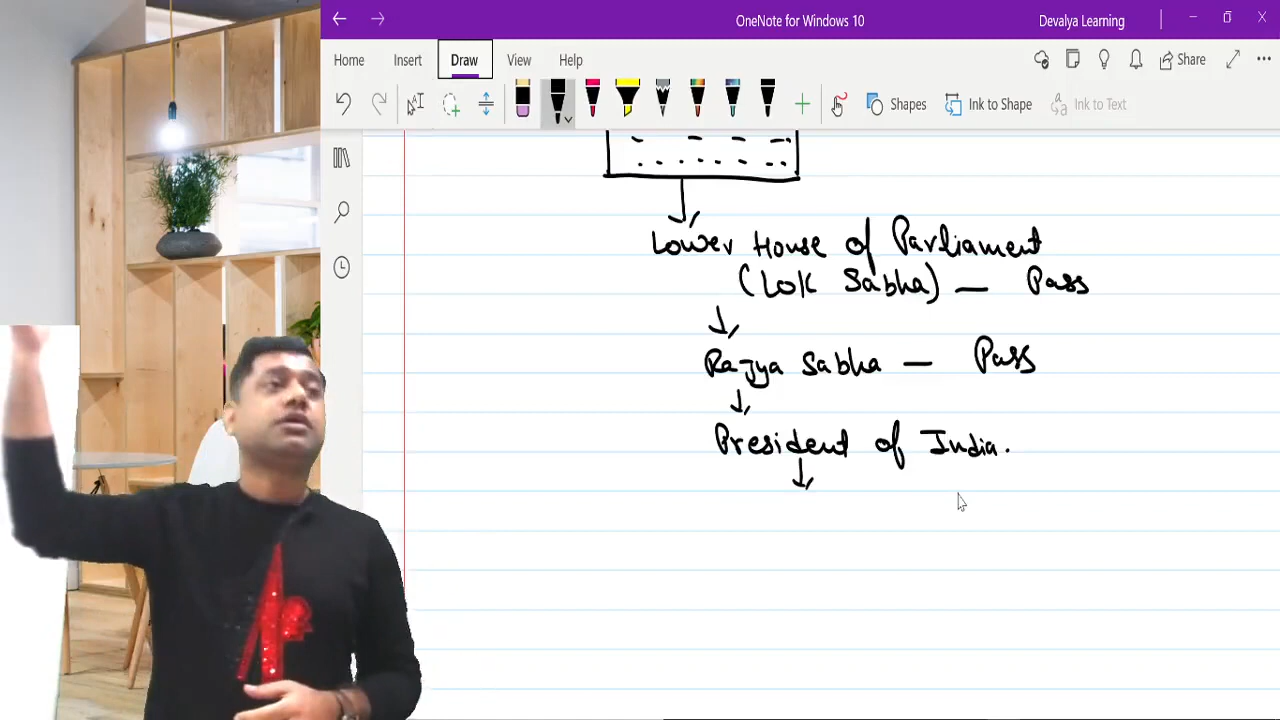 OneNote for Windows 10
Devalya Learning
Home Insert Draw View Help
Share
Shapes Ink to Shape Ink to Text
Lower House of Parliament
(Lok Sabha) — Pass
Rajya Sabha — Pass
President of India.